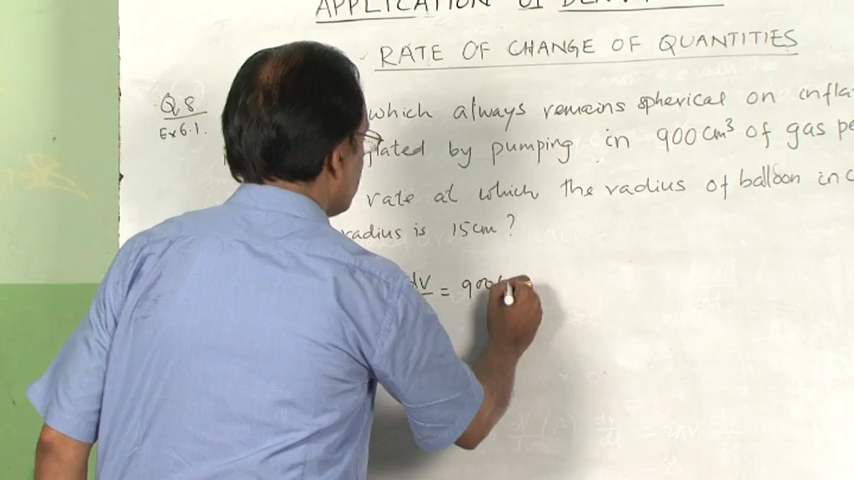 APPLICATION OF
RATE OF CHANGE OF QUANTITIES
Q 8
Ex 6.1.
which always remains spherical on infla
lated by pumping in 900 cm³ of gas pe
rate at which the radius of balloon in c
radius is 15cm ?
dv = 900